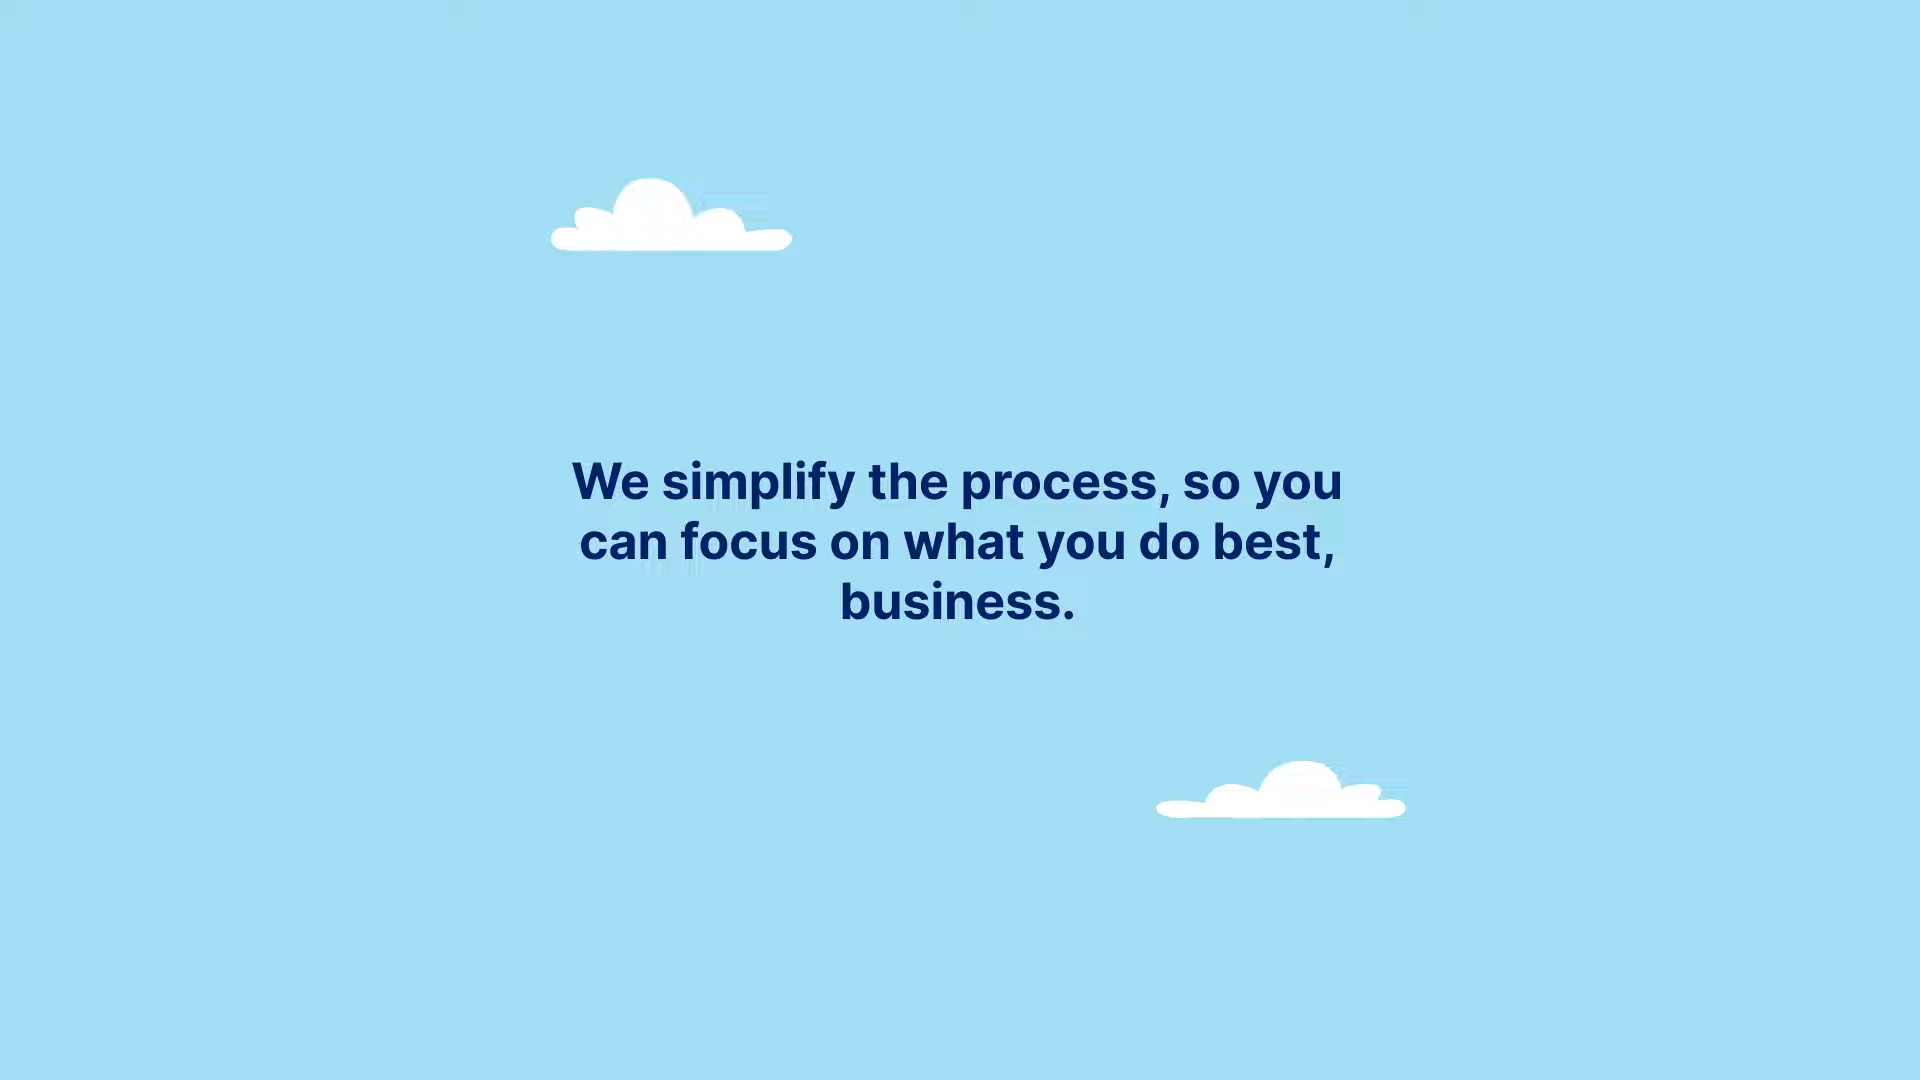 We simplify the process, so you
can focus on what you do best,
business.